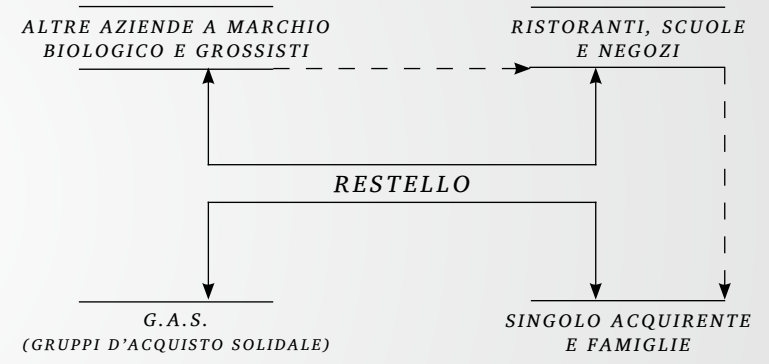 ALTRE AZIENDE A MARCHIO
BIOLOGICO E GROSSISTI
RISTORANTI, SCUOLE
E NEGOZI
RESTELLO
G.A.S.
(GRUPPI D'ACQUISTO SOLIDALE)
SINGOLO ACQUIRENTE
E FAMIGLIE